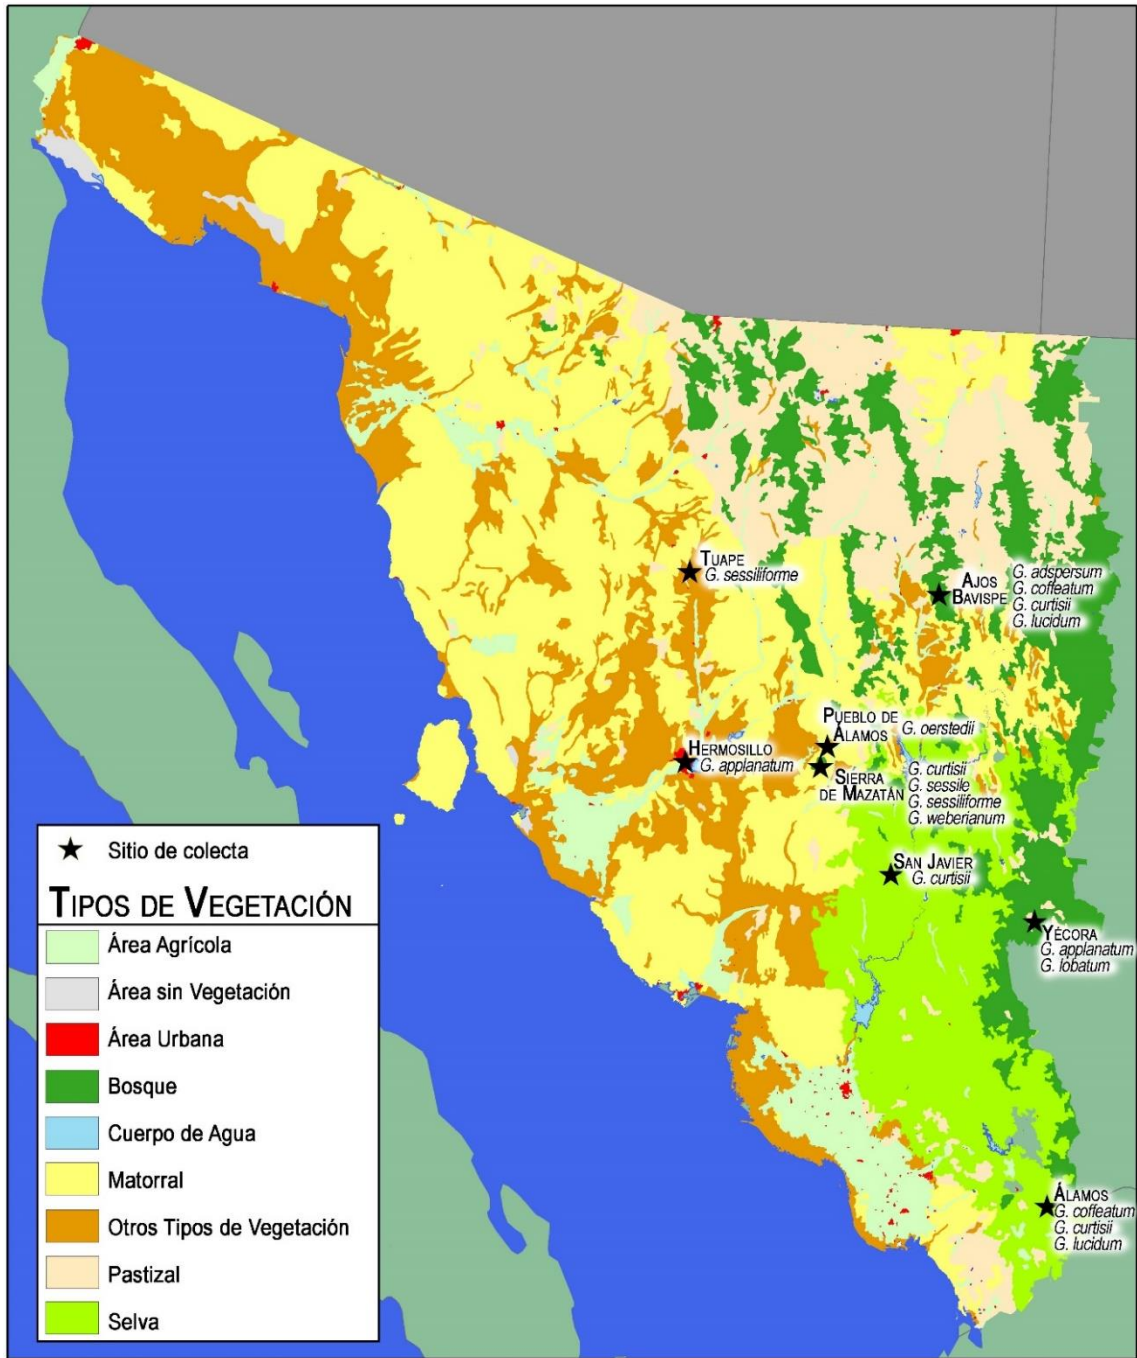 TUAPE
G. sessiliforme
AJOS
BAVISPE
G. adspersum
G. coffeatum
G. curtisii
G. lucidum
PUEBLO DE
ÁLAMOS
G. oerstedii
HERMOSILLO
G. applanatum
SIERRA
DE MAZATÁN
G. curtisii
G. sessile
G. sessiliforme
G. weberianum
SAN JAVIER
G. curtisii
YÉCORA
G. applanatum
G. lobatum
ÁLAMOS
G. coffeatum
G. curtisii
G. lucidum
Sitio de colecta
TIPOS DE VEGETACIÓN
Área Agrícola
Área sin Vegetación
Área Urbana
Bosque
Cuerpo de Agua
Matorral
Otros Tipos de Vegetación
Pastizal
Selva